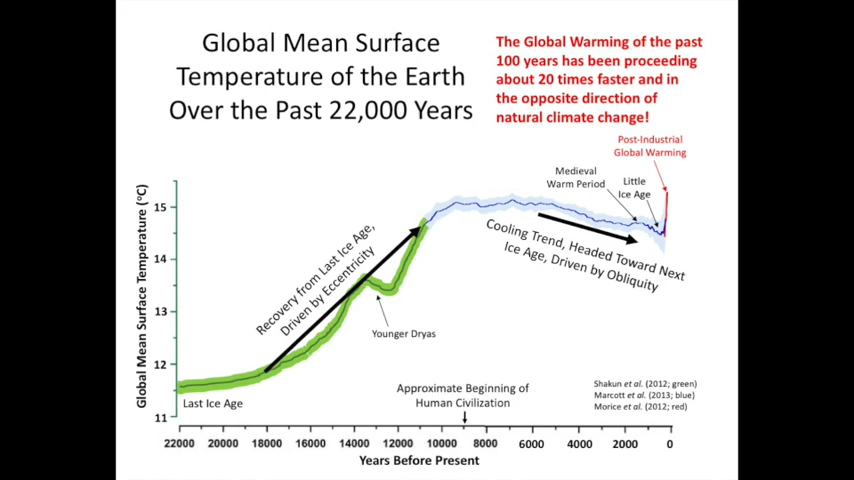 Global Mean Surface
Temperature of the Earth
Over the Past 22,000 Years
The Global Warming of the past
100 years has been proceeding
about 20 times faster and in
the opposite direction of
natural climate change!
Post-Industrial
Global Warming
Medieval
Warm Period
Little
Ice Age
Global Mean Surface Temperature (°C)
15
14
13
12
11
Recovery from Last Ice Age,
Driven by Eccentricity
Cooling Trend, Headed Toward Next
Ice Age, Driven by Obliquity
Younger Dryas
Last Ice Age
Approximate Beginning of
Human Civilization
Shakun et al. (2012; green)
Marcott et al. (2013; blue)
Morice et al. (2012; red)
22000 20000 18000 16000 14000 12000 10000 8000 6000 4000 2000 0
Years Before Present